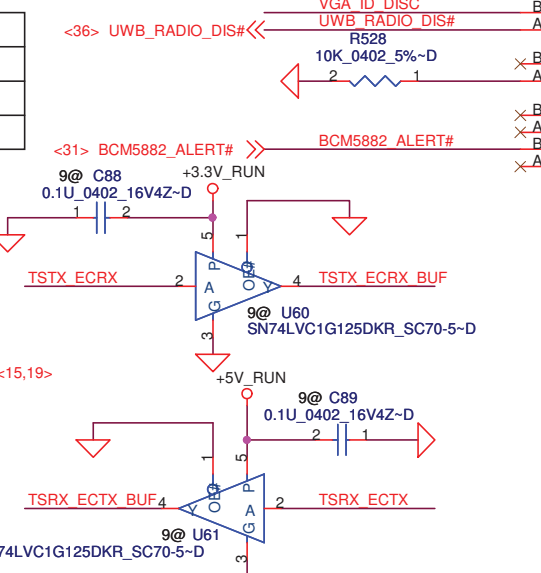 VGA_ID_DISC
B
<36> UWB_RADIO_DIS# UWB_RADIO_DIS# A
R528
10K_0402_5%~D B
2 1 A
B
A
<31> BCM5882_ALERT# BCM5882_ALERT# B
A
9@ C88 +3.3V_RUN
0.1U_0402_16V4Z~D
1 2
5 1
P OE#
TSTX_ECRX 2 A Y 4 TSTX_ECRX_BUF
G
9@ U60
3 SN74LVC1G125DKR_SC70-5~D
<15,19>
+5V_RUN
9@ C89
0.1U_0402_16V4Z~D
2 1
1 5
OE# P
TSRX_ECTX_BUF 4 Y A 2 TSRX_ECTX
G
9@ U61
74LVC1G125DKR_SC70-5~D
3